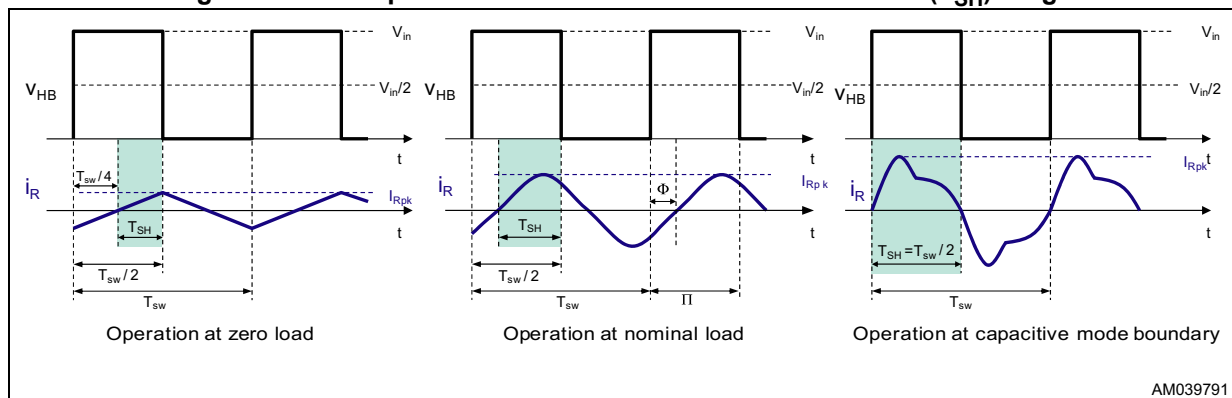 (SH)
V_in
V_HB
V_in/2
t
T_sw/4
i_R
I_Rpk
t
T_SH
T_sw/2
T_sw
Operation at zero load
V_in
V_HB
V_in/2
t
i_R
Φ
I_Rpk
t
T_SH
T_sw/2
T_sw
Π
Operation at nominal load
V_in
V_HB
V_in/2
t
i_R
I_Rpk
t
T_SH=T_sw/2
T_sw
Operation at capacitive mode boundary
AM039791